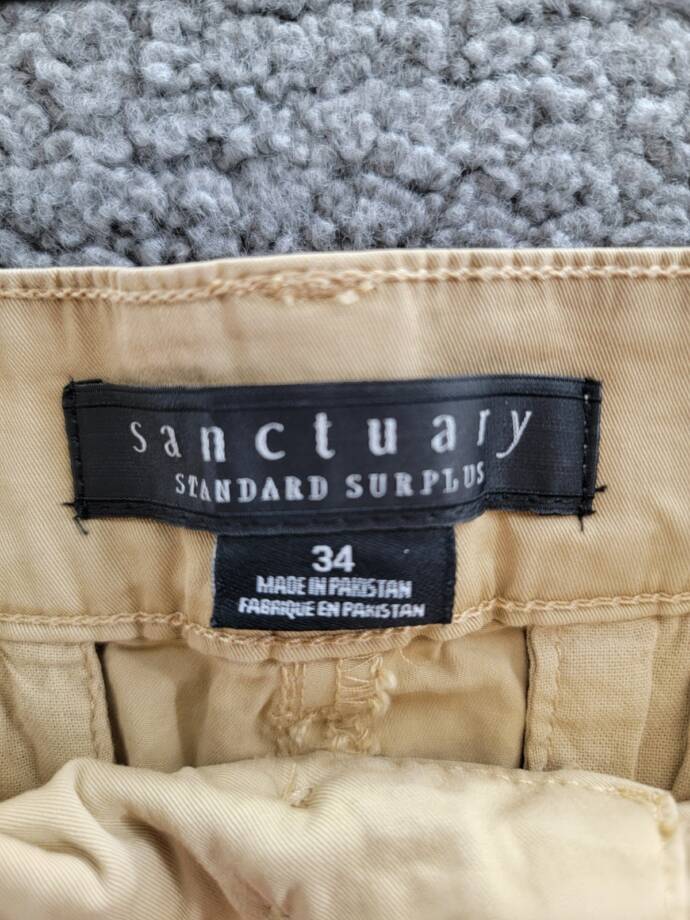 sanctuary
STANDARD SURPLUS
34
MADE IN PAKISTAN
FABRIQUE EN PAKISTAN